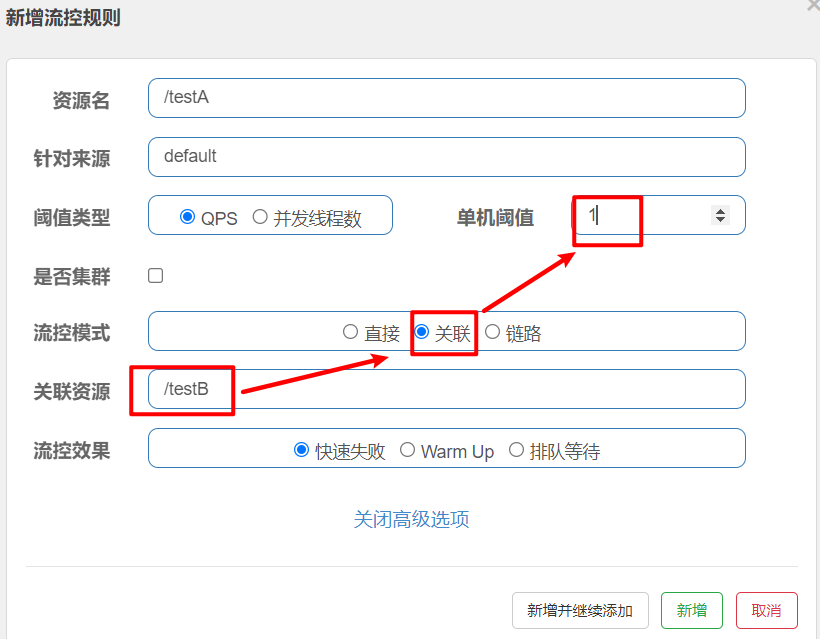 新增流控规则
资源名 /testA
针对来源 default
阈值类型 QPS 并发线程数 单机阈值 1
是否集群
流控模式 直接 关联 链路
关联资源 /testB
流控效果 快速失败 Warm Up 排队等待
关闭高级选项
新增并继续添加 新增 取消